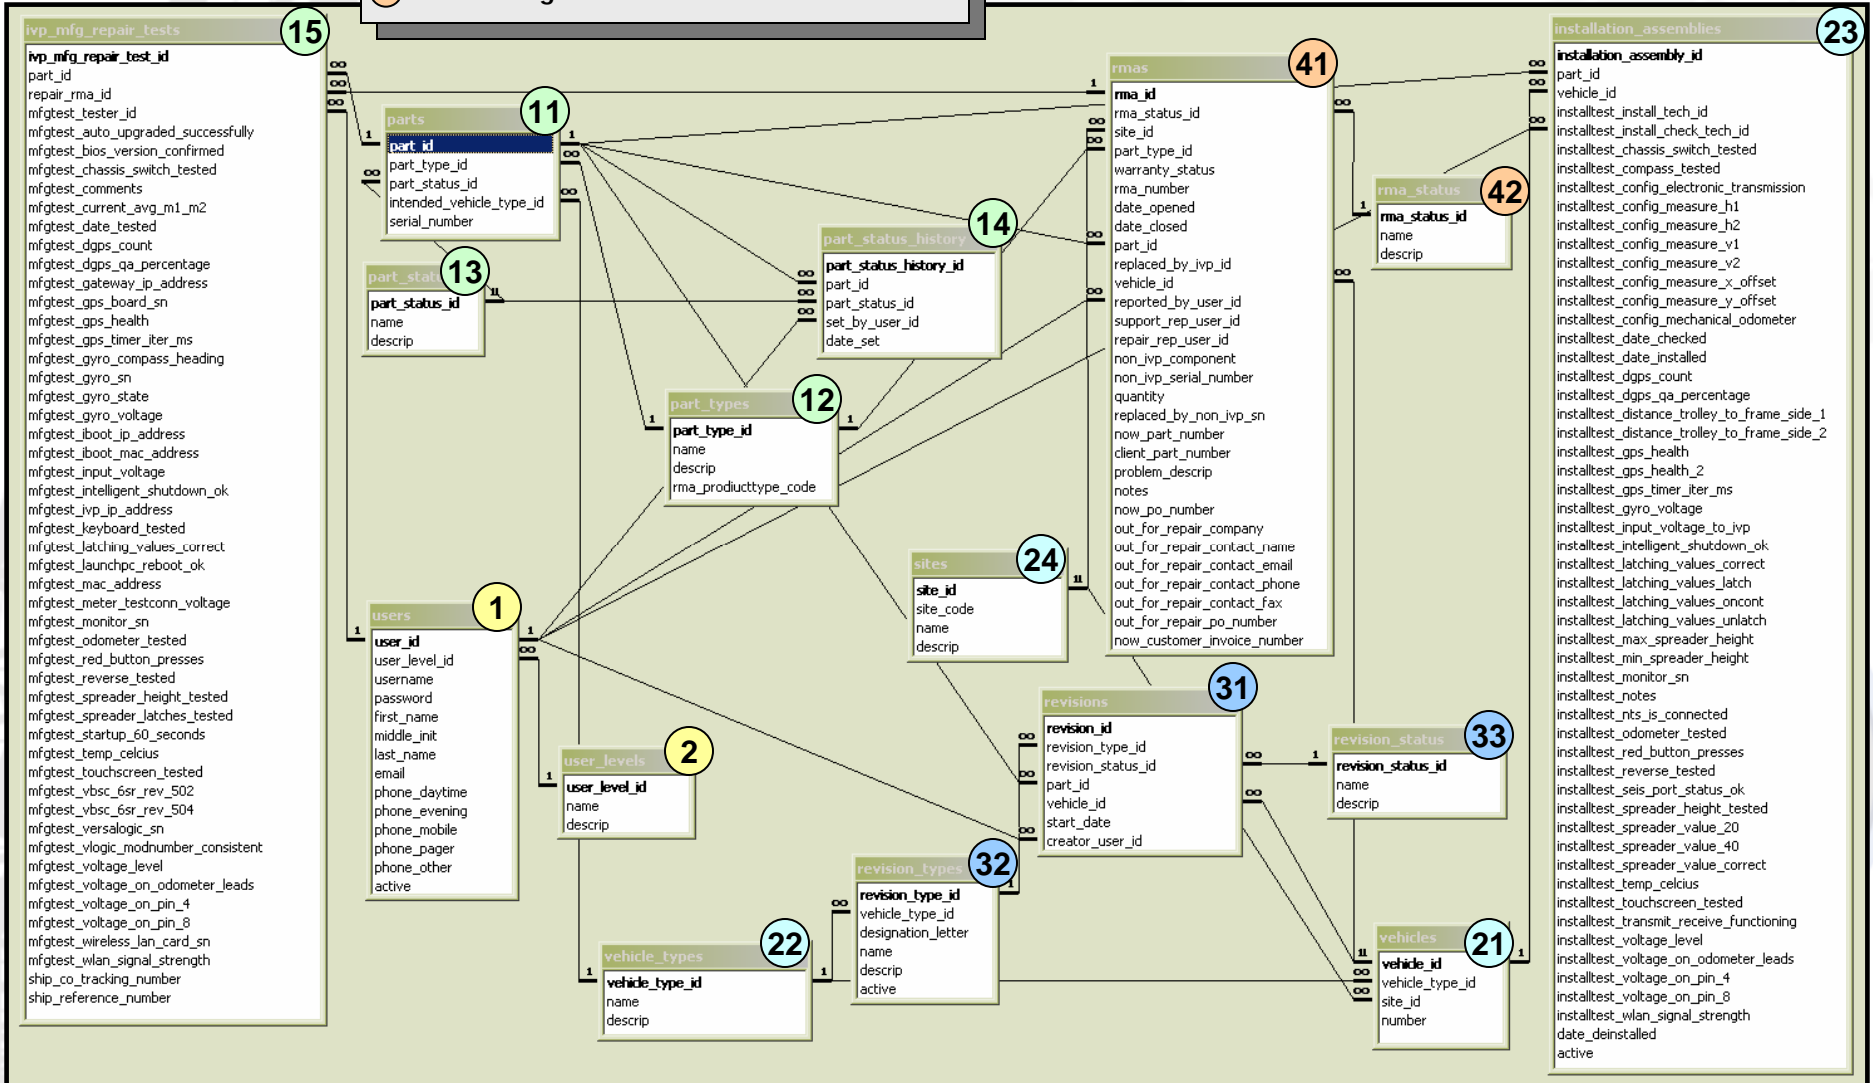 ivp_mfg_repair_tests
15
ivp_mfg_repair_test_id
part_id
repair_rma_id
mfgtest_tester_id
mfgtest_auto_upgraded_successfully
mfgtest_bios_version_confirmed
mfgtest_chassis_switch_tested
mfgtest_comments
mfgtest_current_avg_m1_m2
mfgtest_date_tested
mfgtest_dgps_count
mfgtest_dgps_qa_percentage
mfgtest_gateway_ip_address
mfgtest_gps_board_sn
mfgtest_gps_health
mfgtest_gps_timer_iter_ms
mfgtest_gyro_compass_heading
mfgtest_gyro_sn
mfgtest_gyro_state
mfgtest_gyro_voltage
mfgtest_iboot_ip_address
mfgtest_iboot_mac_address
mfgtest_input_voltage
mfgtest_intelligent_shutdown_ok
mfgtest_ivp_ip_address
mfgtest_keyboard_tested
mfgtest_latching_values_correct
mfgtest_launchpc_reboot_ok
mfgtest_mac_address
mfgtest_meter_testconn_voltage
mfgtest_monitor_sn
mfgtest_odometer_tested
mfgtest_red_button_presses
mfgtest_reverse_tested
mfgtest_spreader_height_tested
mfgtest_spreader_latches_tested
mfgtest_startup_60_seconds
mfgtest_temp_celcius
mfgtest_touchscreen_tested
mfgtest_vbsc_6sr_rev_502
mfgtest_vbsc_6sr_rev_504
mfgtest_versalogic_sn
mfgtest_vlogic_modnumber_consistent
mfgtest_voltage_level
mfgtest_voltage_on_odometer_leads
mfgtest_voltage_on_pin_4
mfgtest_voltage_on_pin_8
mfgtest_wireless_lan_card_sn
mfgtest_wlan_signal_strength
ship_co_tracking_number
ship_reference_number
parts
11
part_id
part_type_id
part_status_id
intended_vehicle_type_id
serial_number
13
part_status_id
name
descrip
part_status_history
14
part_status_history_id
part_id
part_status_id
set_by_user_id
date_set
part_types
12
part_type_id
name
descrip
rma_producttype_code
users
1
user_id
user_level_id
username
password
first_name
middle_init
last_name
email
phone_daytime
phone_evening
phone_mobile
phone_pager
phone_other
active
user_levels
2
user_level_id
name
descrip
vehicle_types
22
vehicle_type_id
name
descrip
revision_types
32
revision_type_id
vehicle_type_id
designation_letter
name
descrip
active
sites
24
site_id
site_code
name
descrip
revisions
31
revision_id
revision_type_id
revision_status_id
part_id
vehicle_id
start_date
creator_user_id
rmas
41
rma_id
rma_status_id
site_id
part_type_id
warranty_status
rma_number
date_opened
date_closed
part_id
replaced_by_ivp_id
vehicle_id
reported_by_user_id
support_rep_user_id
repair_rep_user_id
non_ivp_component
non_ivp_serial_number
quantity
replaced_by_non_ivp_sn
now_part_number
client_part_number
problem_descrip
notes
now_po_number
out_for_repair_company
out_for_repair_contact_name
out_for_repair_contact_email
out_for_repair_contact_phone
out_for_repair_contact_fax
out_for_repair_po_number
now_customer_invoice_number
rma_status
42
rma_status_id
name
descrip
revision_status
33
revision_status_id
name
descrip
vehicles
21
vehicle_id
vehicle_type_id
site_id
number
installation_assemblies
23
installation_assembly_id
part_id
vehicle_id
installtest_install_tech_id
installtest_install_check_tech_id
installtest_chassis_switch_tested
installtest_compass_tested
installtest_config_electronic_transmission
installtest_config_measure_h1
installtest_config_measure_h2
installtest_config_measure_v1
installtest_config_measure_v2
installtest_config_measure_x_offset
installtest_config_measure_y_offset
installtest_config_mechanical_odometer
installtest_date_checked
installtest_date_installed
installtest_dgps_count
installtest_dgps_qa_percentage
installtest_distance_trolley_to_frame_side_1
installtest_distance_trolley_to_frame_side_2
installtest_gps_health
installtest_gps_health_2
installtest_gps_timer_iter_ms
installtest_gyro_voltage
installtest_input_voltage_to_ivp
installtest_intelligent_shutdown_ok
installtest_latching_values_correct
installtest_latching_values_latch
installtest_latching_values_oncont
installtest_latching_values_unlatch
installtest_max_spreader_height
installtest_min_spreader_height
installtest_monitor_sn
installtest_notes
installtest_nts_is_connected
installtest_odometer_tested
installtest_red_button_presses
installtest_reverse_tested
installtest_seis_port_status_ok
installtest_spreader_height_tested
installtest_spreader_value_20
installtest_spreader_value_40
installtest_spreader_value_correct
installtest_temp_celcius
installtest_touchscreen_tested
installtest_transmit_receive_functioning
installtest_voltage_level
installtest_voltage_on_odometer_leads
installtest_voltage_on_pin_4
installtest_voltage_on_pin_8
installtest_wlan_signal_strength
date_deinstalled
active